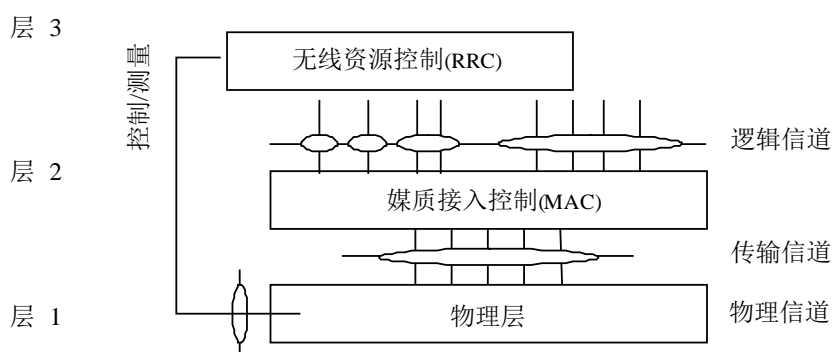 层 3
无线资源控制(RRC)
控制/测量
逻辑信道
层 2
媒质接入控制(MAC)
传输信道
层 1
物理层
物理信道